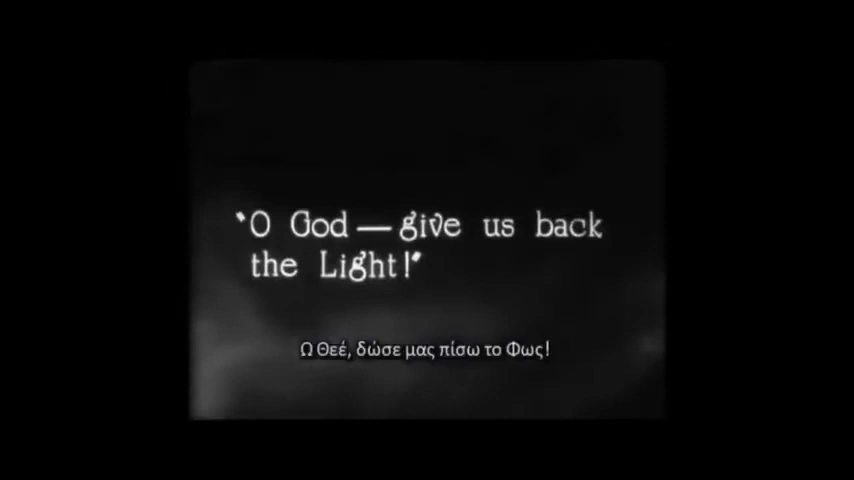 "O God — give us back
the Light!"
Ω Θεέ, δώσε μας πίσω το Φως!